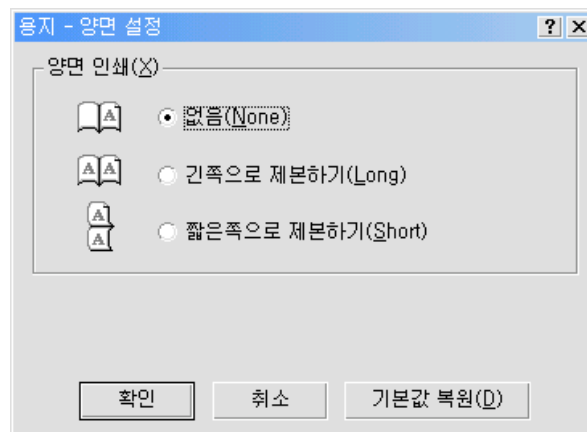 용지 - 양면 설정
양면 인쇄(X)
A 없음(None)
A A 긴쪽으로 제본하기(Long)
A
A 짧은쪽으로 제본하기(Short)
확인 취소 기본값 복원(D)